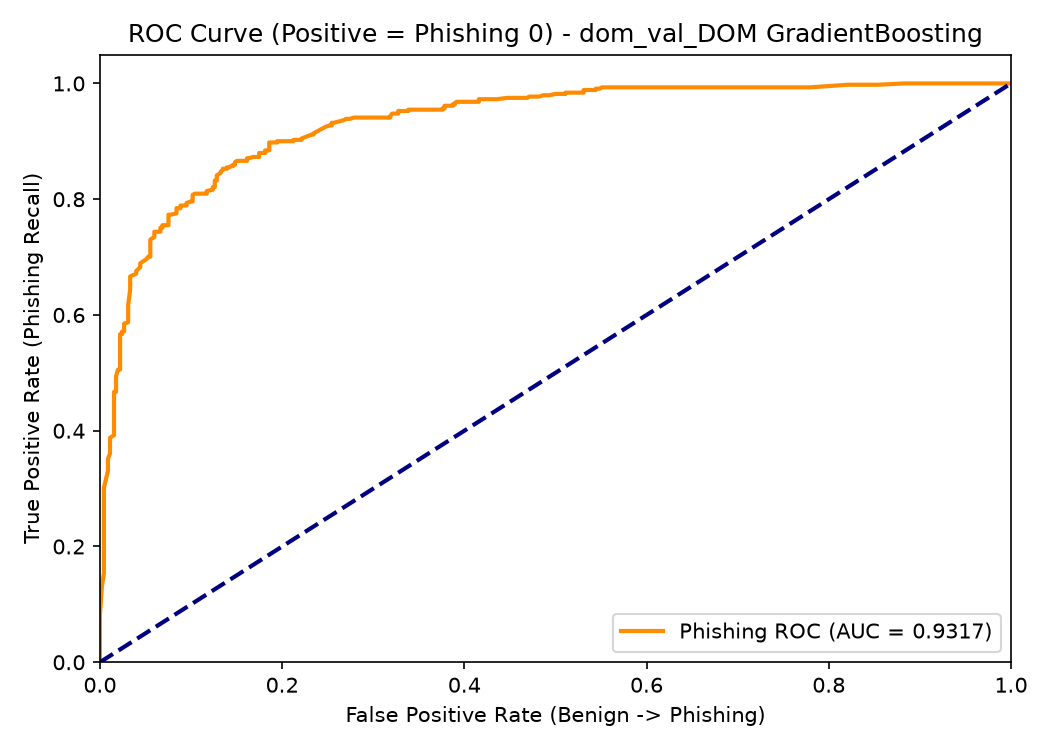 ROC Curve (Positive = Phishing 0) - dom_val_DOM GradientBoosting
True Positive Rate (Phishing Recall)
1.0
0.8
0.6
0.4
0.2
0.0
Phishing ROC (AUC = 0.9317)
0.0 0.2 0.4 0.6 0.8 1.0
False Positive Rate (Benign -> Phishing)